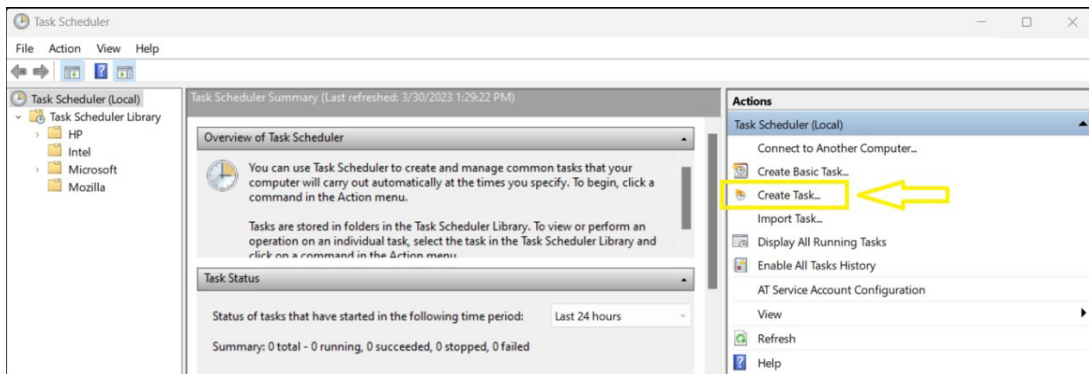 Task Scheduler
File Action View Help
Task Scheduler (Local)
Task Scheduler Library
HP
Intel
Microsoft
Mozilla
Task Scheduler Summary (Last refreshed: 3/30/2023 1:29:22 PM)
Overview of Task Scheduler
You can use Task Scheduler to create and manage common tasks that your
computer will carry out automatically at the times you specify. To begin, click a
command in the Action menu.
Tasks are stored in folders in the Task Scheduler Library. To view or perform an
operation on an individual task, select the task in the Task Scheduler Library and
click on a command in the Action menu.
Task Status
Status of tasks that have started in the following time period: Last 24 hours
Summary: 0 total - 0 running, 0 succeeded, 0 stopped, 0 failed
Actions
Task Scheduler (Local)
Connect to Another Computer...
Create Basic Task...
Create Task...
Import Task...
Display All Running Tasks
Enable All Tasks History
AT Service Account Configuration
View
Refresh
Help